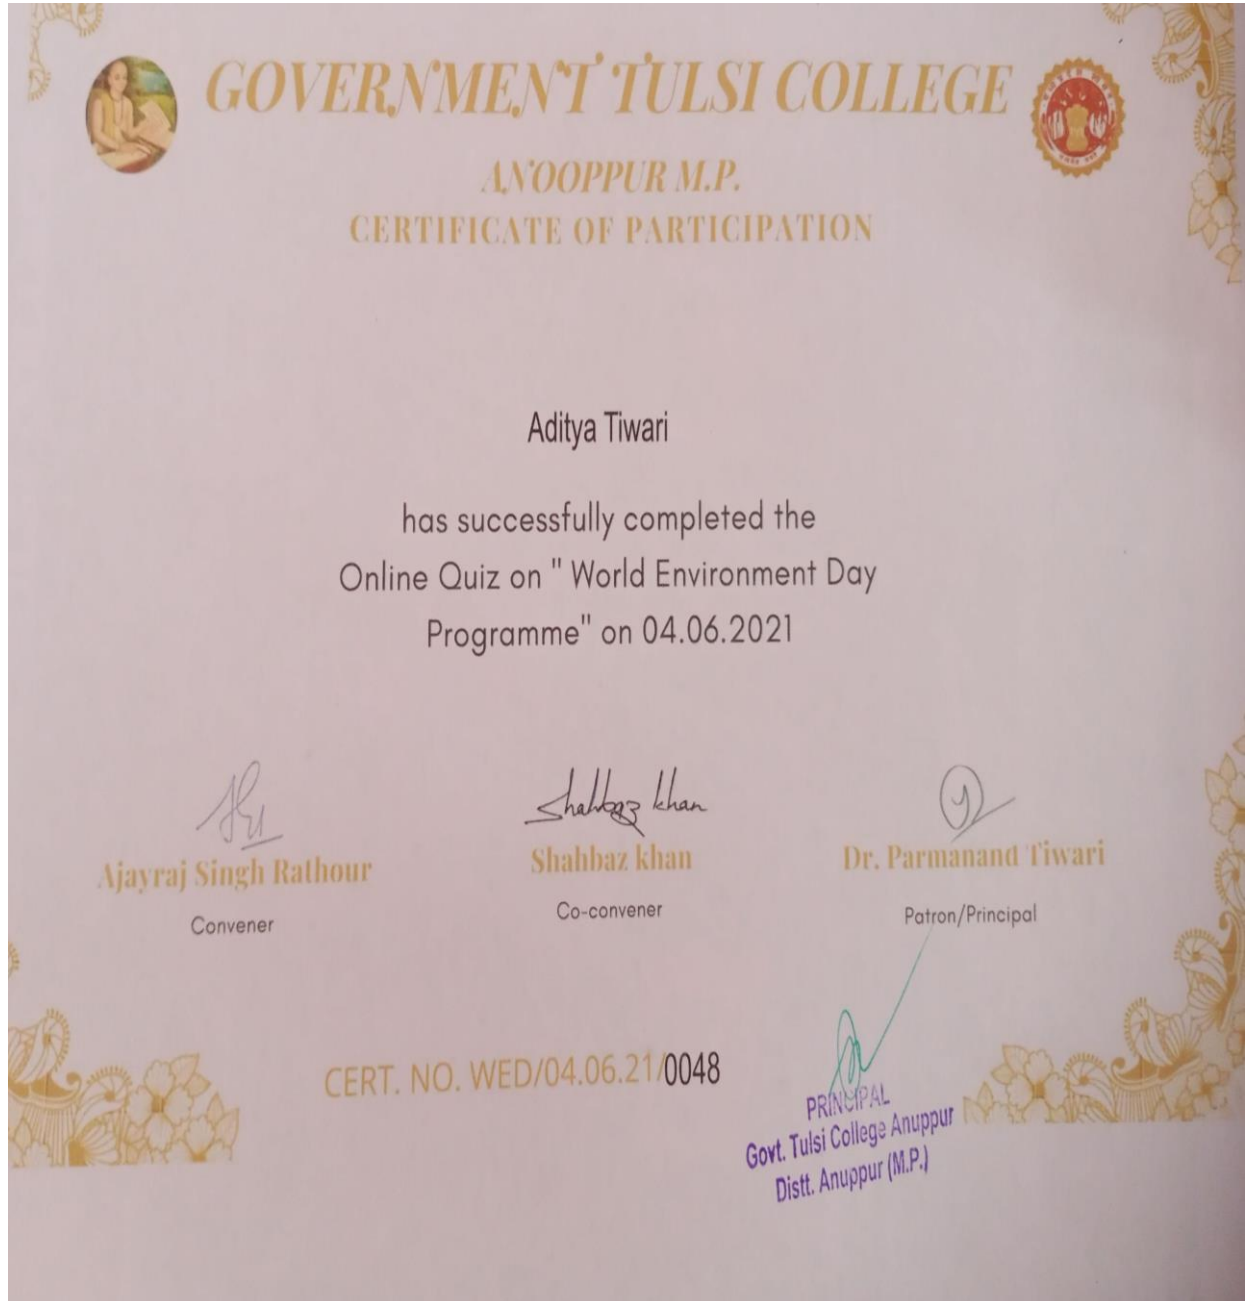 GOVERNMENT TULSI COLLEGE
ANOOPPUR M.P.
CERTIFICATE OF PARTICIPATION
Aditya Tiwari
has successfully completed the
Online Quiz on " World Environment Day
Programme" on 04.06.2021
Shahbaz khan
Ajayraj Singh Rathour
Shahbaz khan
Dr. Parmanand Tiwari
Convener
Co-convener
Patron/Principal
CERT. NO. WED/04.06.21/0048
PRINCIPAL
Govt. Tulsi College Anuppur
Distt. Anuppur (M.P.)